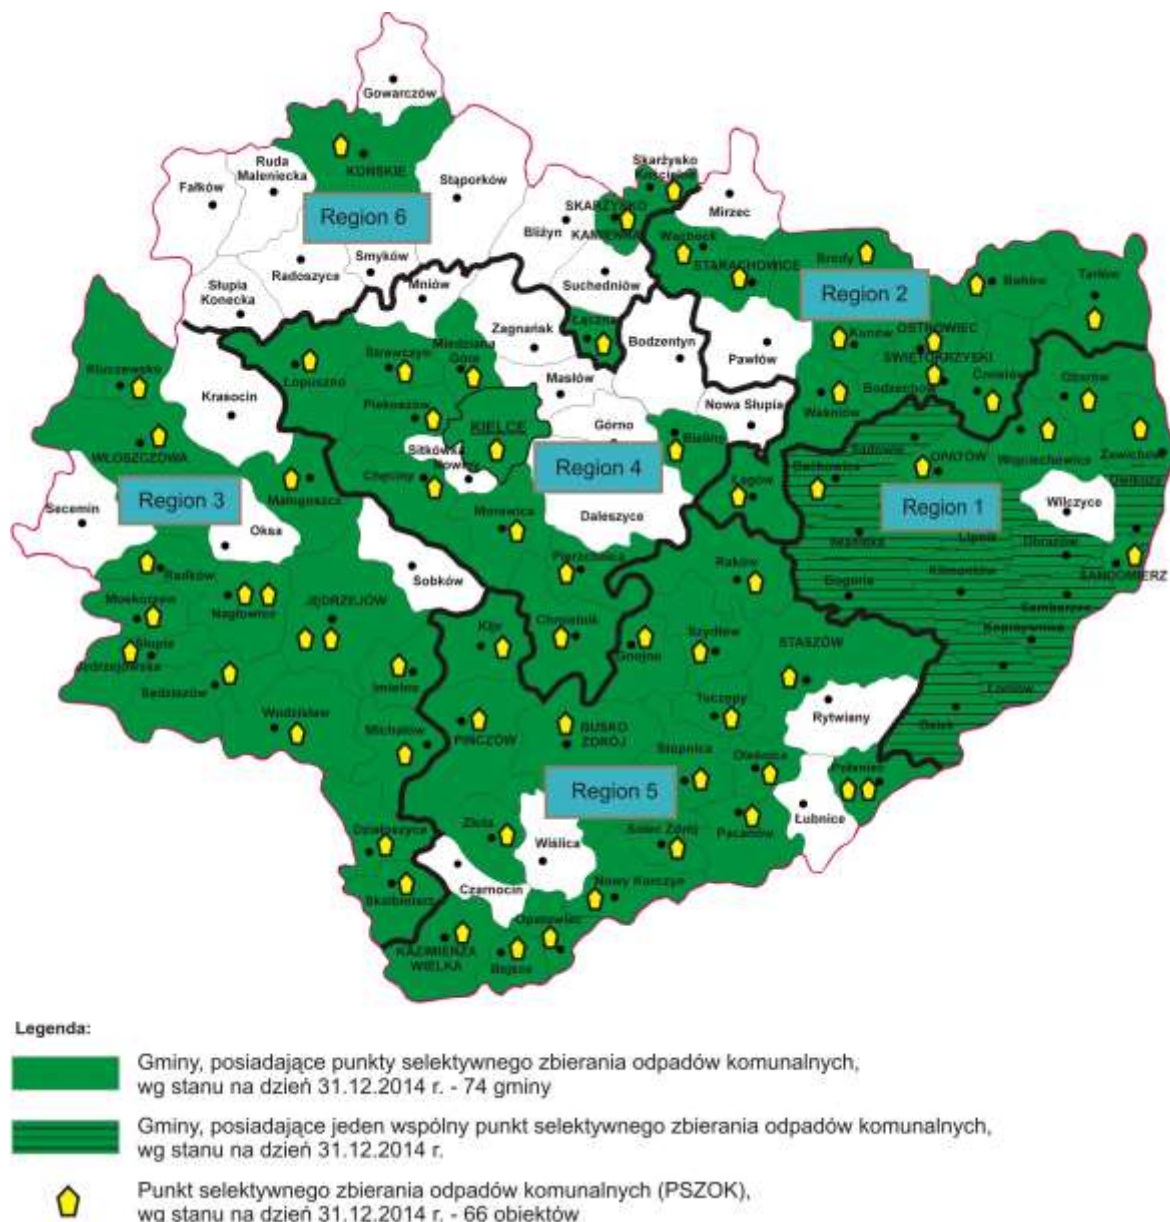 Gowarczów
KOŃSKIE
Ruda
Maleniecka
Fałków
Stąporków
Skarżysko
Kościelne
SKARŻYSKO
KAMIENNA
Bliżyn
Mirzec
Region 6
Radoszyce
Smyków
Słupia
Konecka
Mniów
Suchedniów
Wąchock
STARACHOWICE
Brody
Region 2
Bałtów
Tarłów
Łączna
Zagnańsk
Bodzentyn
Pawłów
Kunów
OSTROWIEC
ŚWIĘTOKRZYSKI
Ćmielów
Ożarów
Bodzechów
Waśniów
Kluczewsko
Krasocin
Łopuszno
Strawczyn
Miedziana
Góra
Masłów
Nowa Słupia
Piekoszów
KIELCE
Górno
Bieliny
Sitkówka
Nowiny
Chęciny
Region 4
Daleszyce
Łagów
Sadowie
OPATÓW
Wojciechowice
Zawichost
Dwikozy
Baćkowice
Wilczyce
Region 1
WŁOSZCZOWA
Małogoszcz
Region 3
Secemin
Oksa
Morawica
Pierzchnica
Iwaniska
Lipnik
Obrazów
SANDOMIERZ
Klimontów
Bogoria
Samborzec
Koprzywnica
Łoniów
Osiek
Raków
Sobków
Radków
Nagłowice
JĘDRZEJÓW
Moskorzew
Słupia
Jędrzejowska
Sędziszów
Imielno
Kije
Chmielnik
Gnojno
Szydłów
STASZÓW
Rytwiany
Wodzisław
Michałów
PIŃCZÓW
BUSKO
ZDRÓJ
Tuczępy
Stopnica
Oleśnica
Połaniec
Łubnice
Region 5
Pacanów
Solec Zdrój
Złota
Wiślica
Działoszyce
Czarnocin
Skalbmierz
Nowy Korczyn
Opatowiec
KAZIMIERZA
WIELKA
Bejsce
Legenda:
Gminy, posiadające punkty selektywnego zbierania odpadów komunalnych,
wg stanu na dzień 31.12.2014 r. - 74 gminy
Gminy, posiadające jeden wspólny punkt selektywnego zbierania odpadów komunalnych,
wg stanu na dzień 31.12.2014 r.
Punkt selektywnego zbierania odpadów komunalnych (PSZOK),
wg stanu na dzień 31.12.2014 r. - 66 obiektów